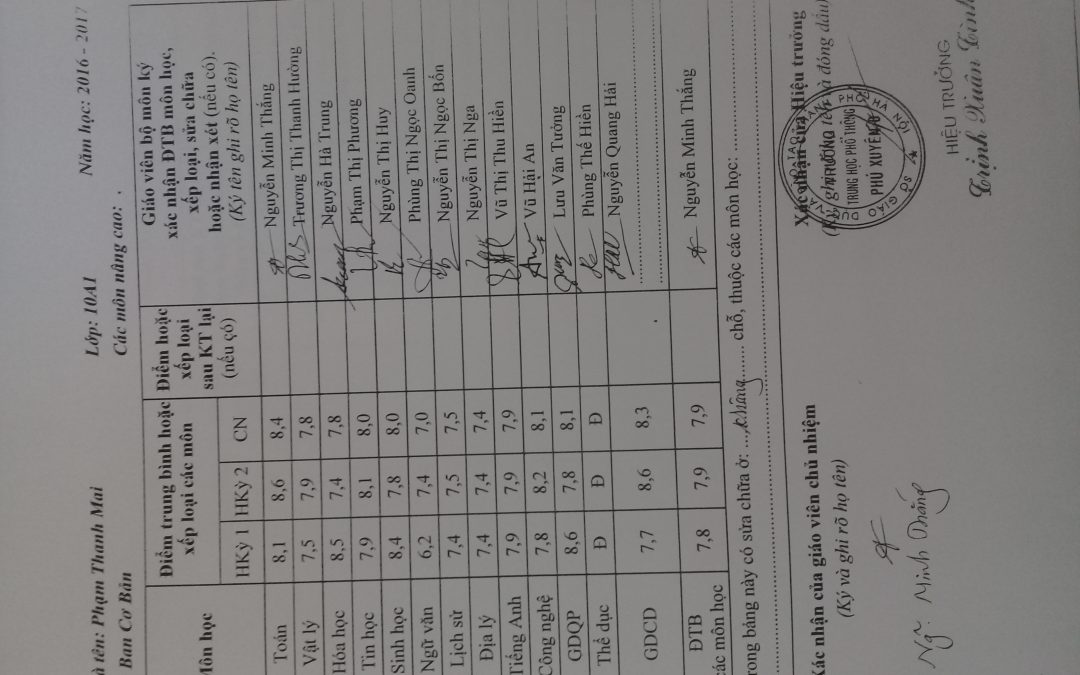 à tên: Phạm Thanh Mai Lớp: 10A1 Năm học: 2016 - 2017
Ban Cơ Bản Các môn nâng cao:
Môn học | Điểm trung bình hoặc xếp loại các môn | Điểm hoặc xếp loại sau KT lại (nếu có) | Giáo viên bộ môn ký xác nhận ĐTB môn học, xếp loại, sửa chữa hoặc nhận xét (nếu có). (Ký tên ghi rõ họ tên)
HKỳ 1 | HKỳ 2 | CN
Toán 8,1 8,6 8,4 Nguyễn Minh Thắng
Vật lý 7,5 7,9 7,8 Trương Thị Thanh Hường
Hóa học 8,5 7,4 7,8 Nguyễn Hà Trung
Tin học 7,9 8,1 8,0 Phạm Thị Phương
Sinh học 8,4 7,8 8,0 Nguyễn Thị Huy
Ngữ văn 6,2 7,4 7,0 Phùng Thị Ngọc Oanh
Lịch sử 7,4 7,5 7,5 Nguyễn Thị Ngọc Bốn
Địa lý 7,4 7,4 7,4 Nguyễn Thị Nga
Tiếng Anh 7,9 7,9 7,9 Vũ Thị Thu Hiền
Công nghệ 7,8 8,2 8,1 Vũ Hải An
GDQP 8,6 7,8 8,1 Lưu Văn Tưởng
Thể dục Đ Đ Đ Phùng Thế Hiển
GDCD 7,7 8,6 8,3 Nguyễn Quang Hải
ĐTB các môn học 7,8 7,9 7,9 Nguyễn Minh Thắng
rong bảng này có sửa chữa ở: không chỗ, thuộc các môn học:
Xác nhận của giáo viên chủ nhiệm
(Ký và ghi rõ họ tên)
Ng. Minh Thắng
Xác nhận của Hiệu trưởng
(Ký, ghi rõ họ tên và đóng dấu)
SỞ GIÁO DỤC VÀ ĐÀO TẠO T.PHỐ HÀ NỘI
TRƯỜNG
TRUNG HỌC PHỔ THÔNG
PHÚ XUYÊN
HIỆU TRƯỞNG
Trịnh Xuân Tình